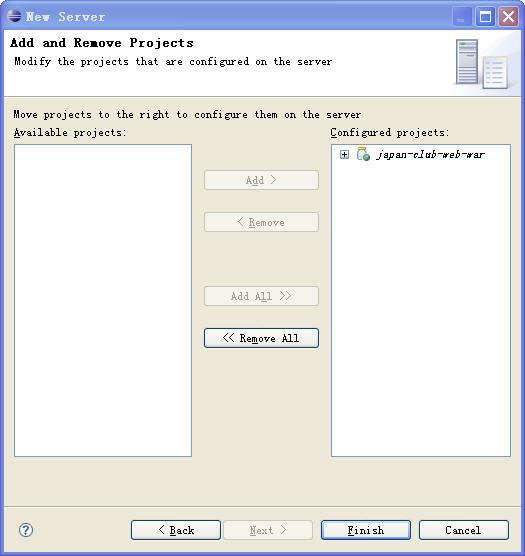 New Server
Add and Remove Projects
Modify the projects that are configured on the server
Move projects to the right to configure them on the server
Available projects:
Configured projects:
japan-club-web-war
Add >
< Remove
Add All >>
<< Remove All
?
< Back
Next >
Finish
Cancel